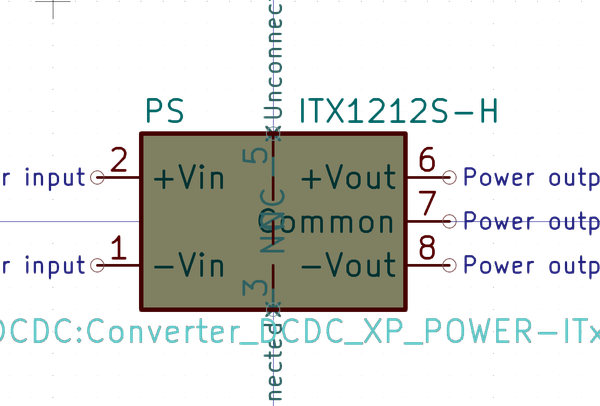 Unconnec
PS ITX1212S-H
r input 2 +Vin 5 +Vout 6 Power outp
NC Common 7 Power outp
r input 1 -Vin 3 -Vout 8 Power outp
DCDC:Converter_DCDC_XP_POWER-ITx
nected